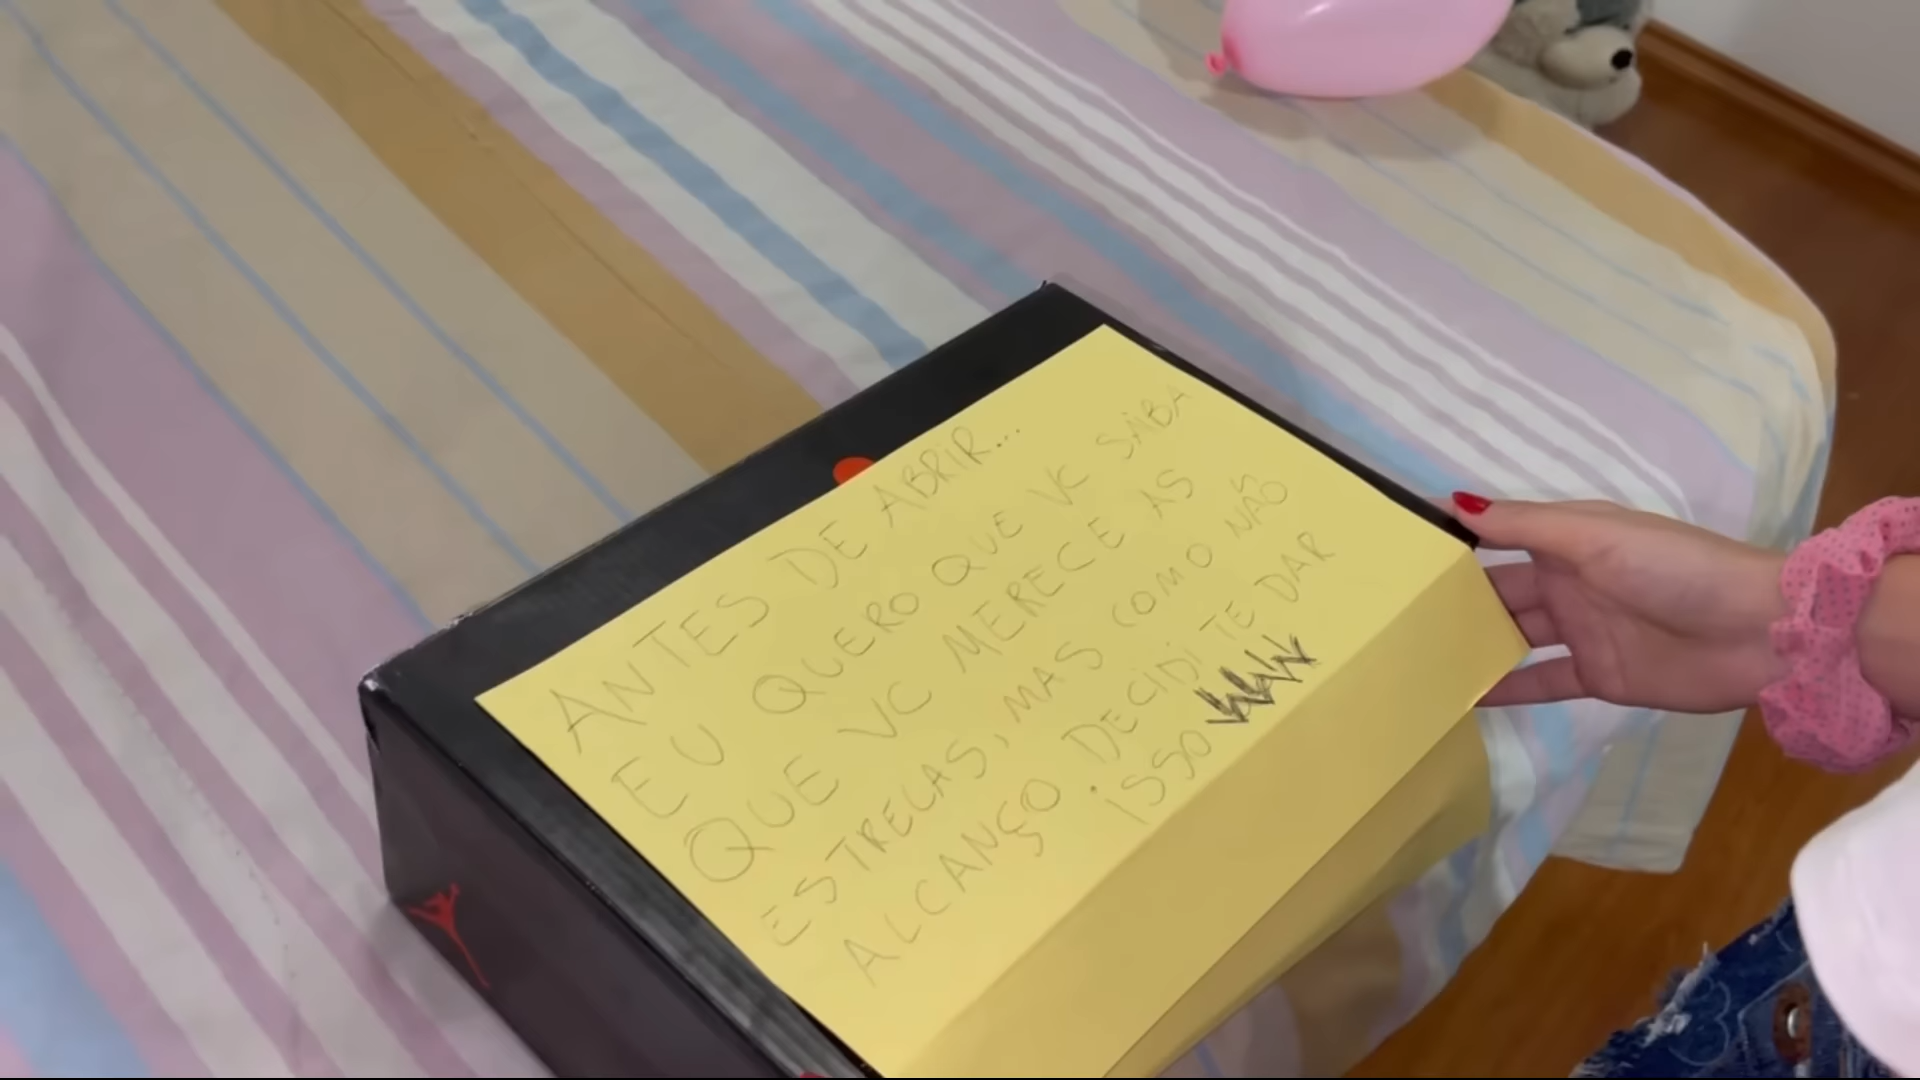 ANTES DE ABRIR...
EU QUERO QUE VC SAIBA
QUE VC MERECE AS
ESTRELAS, MAS COMO NÃO
ALCANÇO DECIDI TE DAR
ISSO